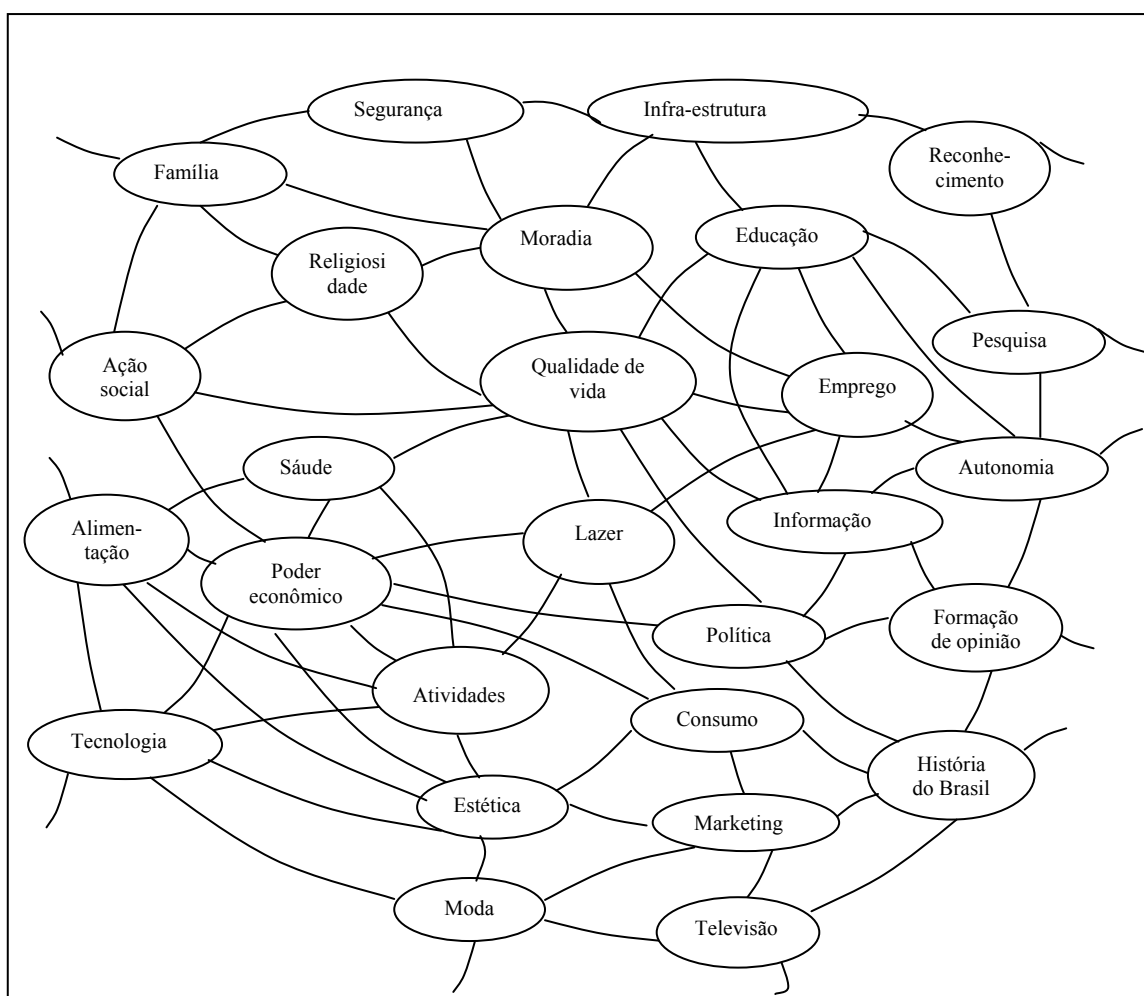 Segurança
Infra-estrutura
Reconhe-
cimento
Família
Moradia
Educação
Religiosi
dade
Pesquisa
Ação
social
Qualidade de
vida
Emprego
Sáude
Autonomia
Alimen-
tação
Informação
Lazer
Poder
econômico
Política
Formação
de opinião
Atividades
Consumo
Tecnologia
História
do Brasil
Estética
Marketing
Moda
Televisão